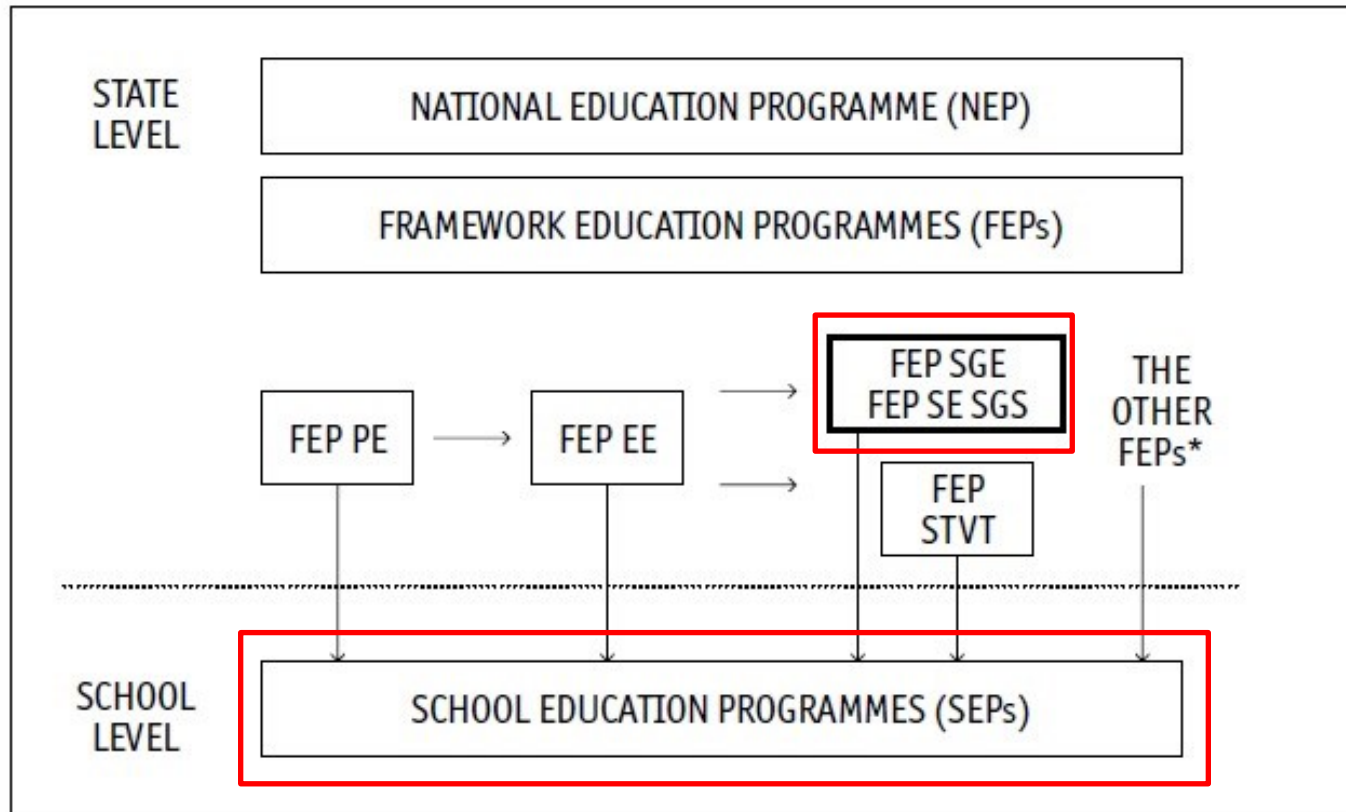 STATE
LEVEL
NATIONAL EDUCATION PROGRAMME (NEP)
FRAMEWORK EDUCATION PROGRAMMES (FEPs)
FEP PE
FEP EE
FEP SGE
FEP SE SGS
FEP
STVT
THE
OTHER
FEPs*
SCHOOL
LEVEL
SCHOOL EDUCATION PROGRAMMES (SEPs)